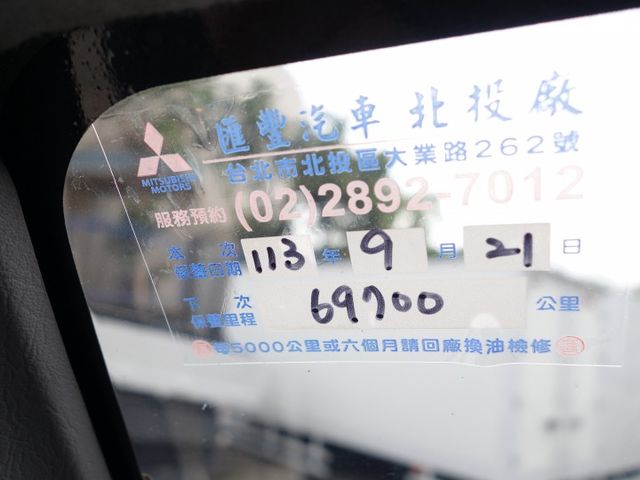 匯豐汽車 北投廠
MITSUBISHI
MOTORS
台北市北投區大業路262號
服務預約 (02)2892-7012
本次保養日期 113 年 9 月 21 日
下次保養里程 69700 公里
每5000公里或六個月請回廠換油檢修